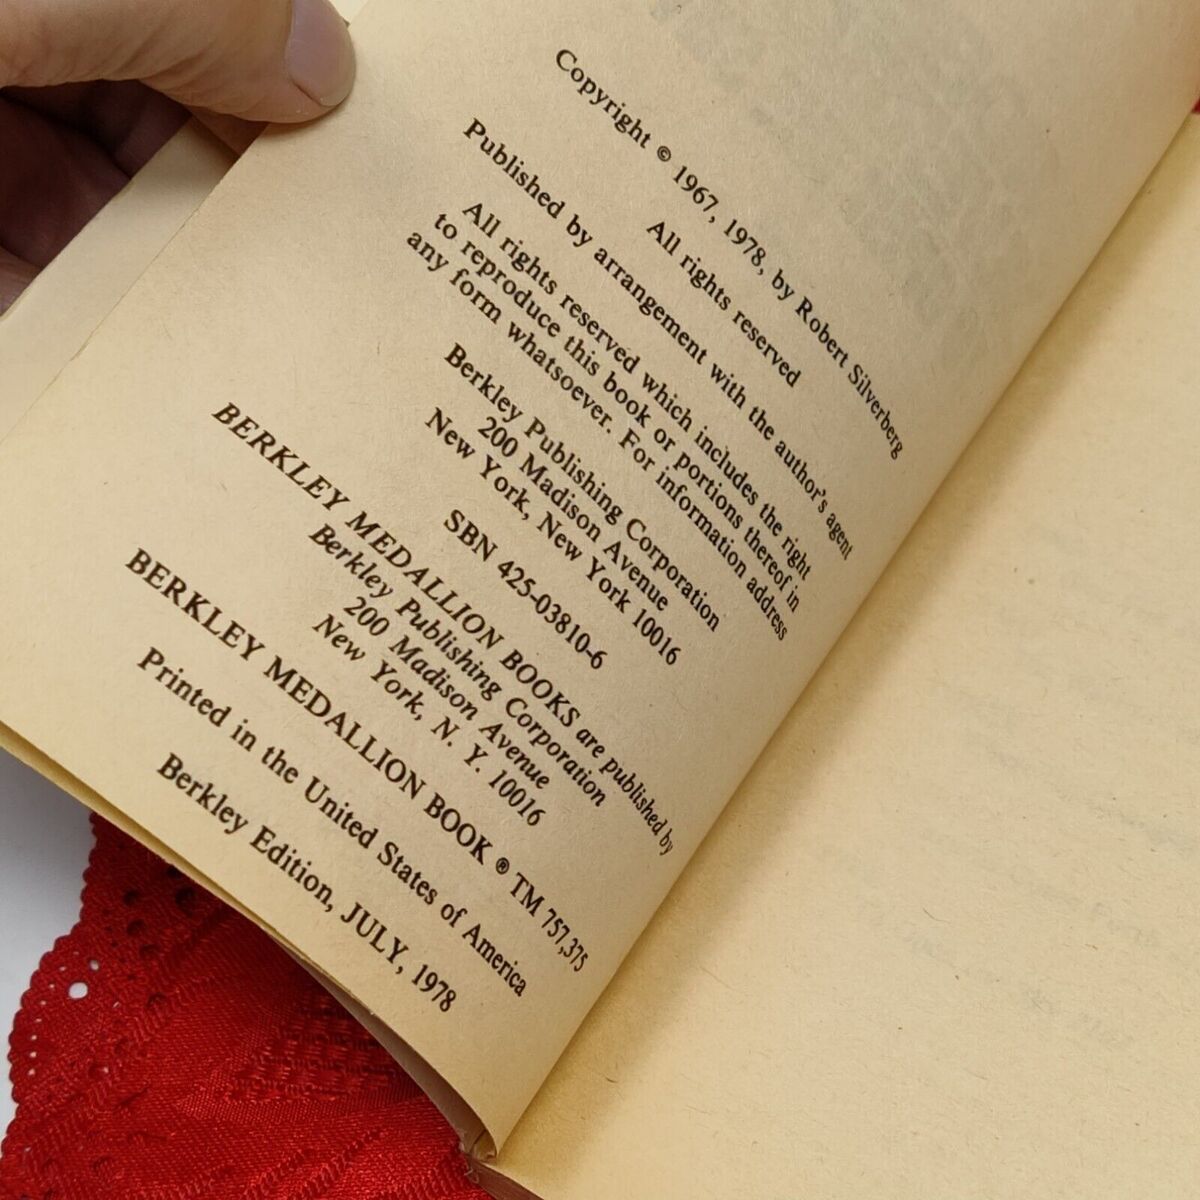 Copyright © 1967, 1978, by Robert Silverberg
All rights reserved
Published by arrangement with the author's agent
All rights reserved which includes the right
to reproduce this book or portions thereof in
any form whatsoever. For information address
Berkley Publishing Corporation
200 Madison Avenue
New York, New York 10016
SBN 425-03810-6
BERKLEY MEDALLION BOOKS are published by
Berkley Publishing Corporation
200 Madison Avenue
New York, N. Y. 10016
BERKLEY MEDALLION BOOK ® TM 757,375
Printed in the United States of America
Berkley Edition, JULY, 1978